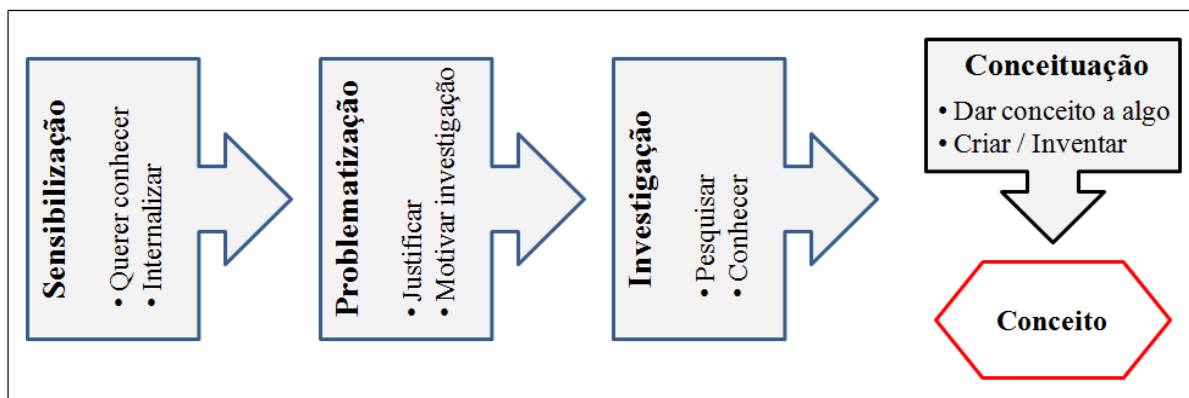 Sensibilização
• Querer conhecer
• Internalizar
Problematização
• Justificar
• Motivar investigação
Investigação
• Pesquisar
• Conhecer
Conceituação
• Dar conceito a algo
• Criar / Inventar
Conceito